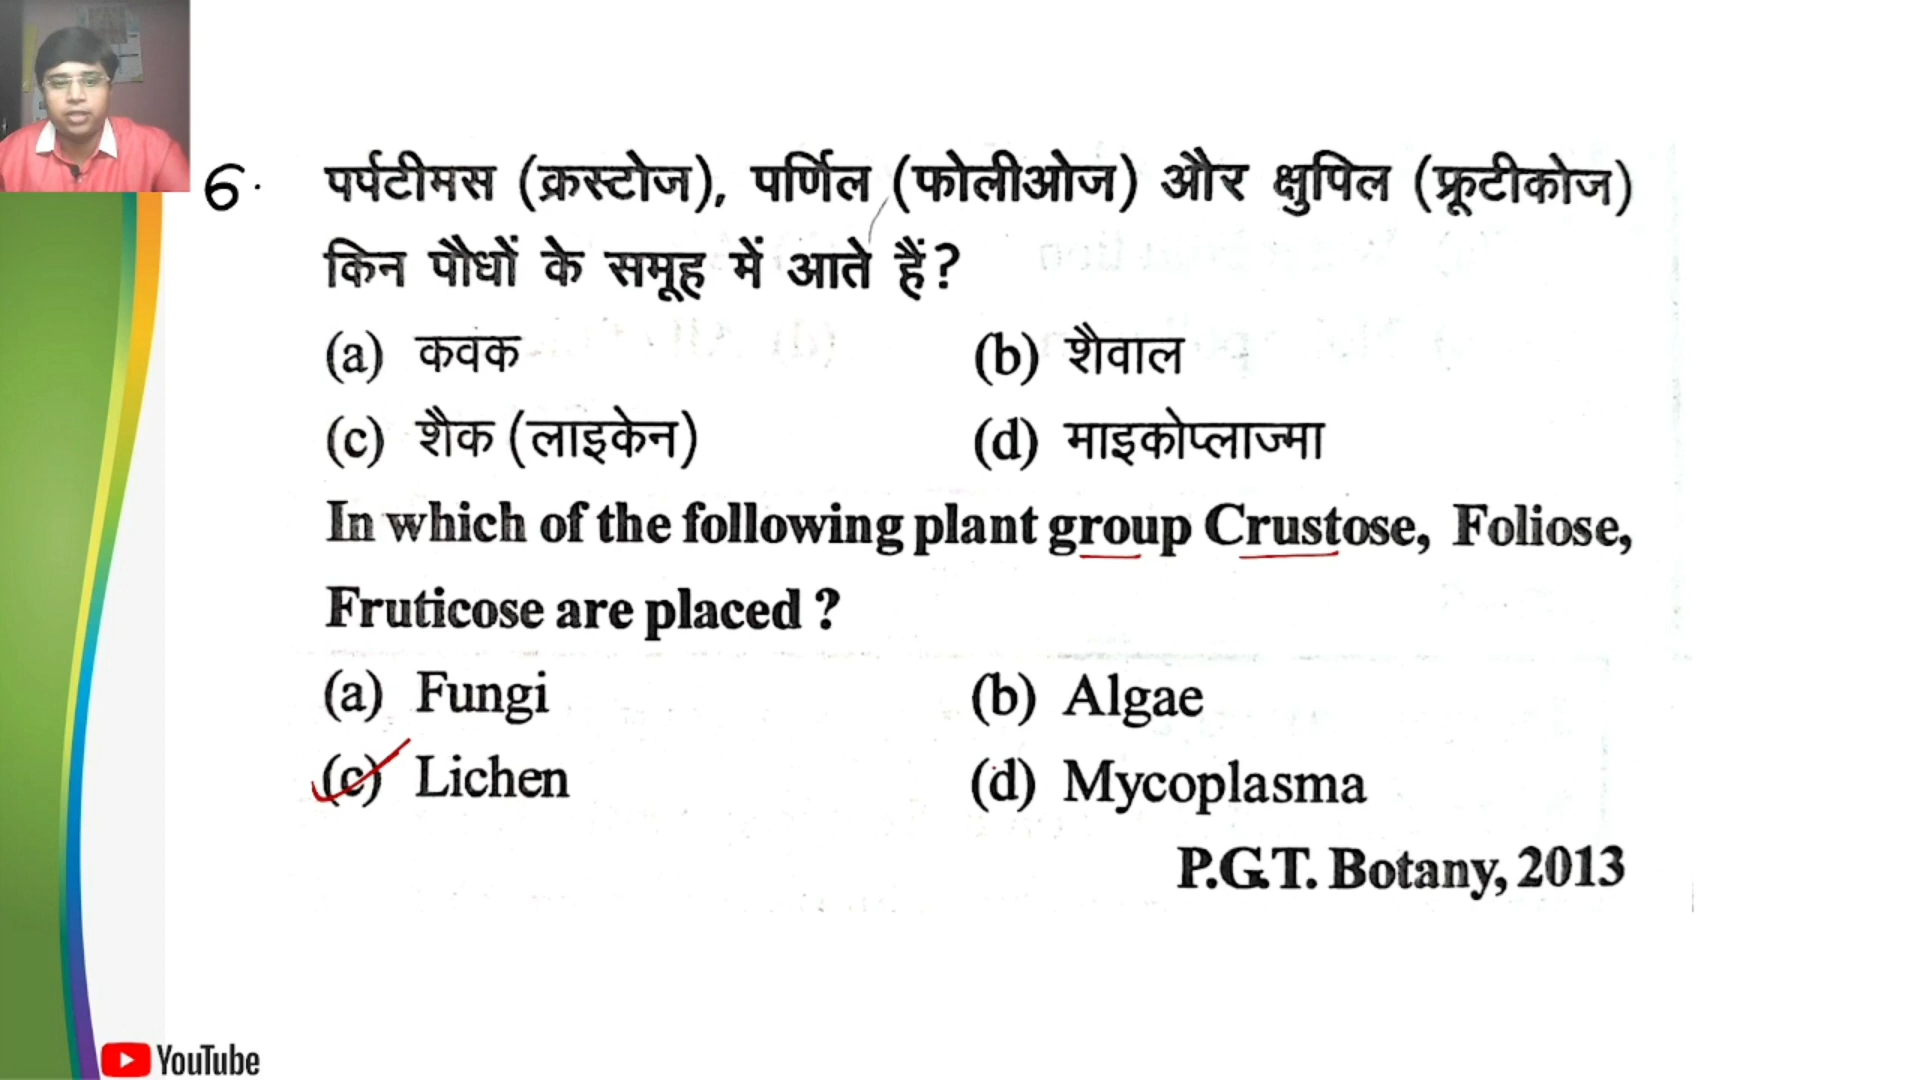 6. पर्पटीमस (क्रस्टोज), पर्णिल (फोलीओज) और क्षुपिल (फ्रूटीकोज)
किन पौधों के समूह में आते हैं?
(a) कवक (b) शैवाल
(c) शैक (लाइकेन) (d) माइकोप्लाज्मा
In which of the following plant group Crustose, Foliose,
Fruticose are placed ?
(a) Fungi (b) Algae
(c) Lichen (d) Mycoplasma
P.G.T. Botany, 2013
YouTube